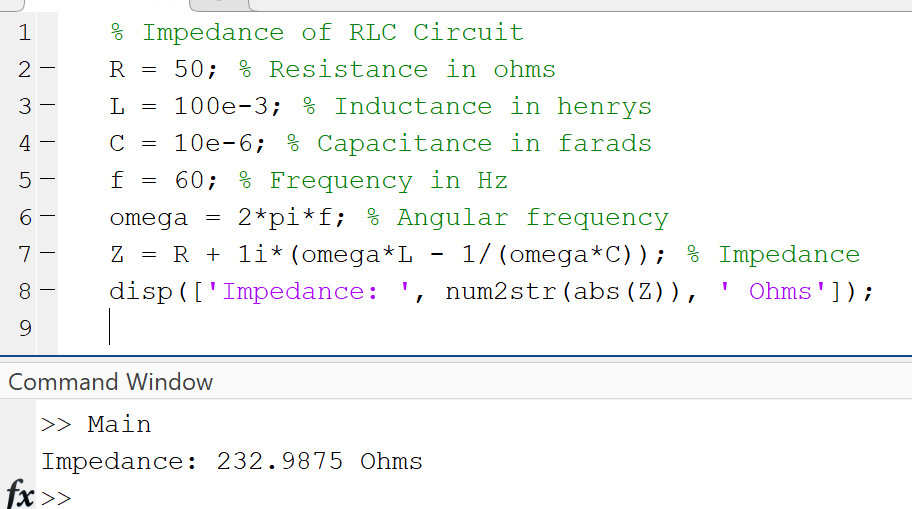 1 % Impedance of RLC Circuit
2 – R = 50; % Resistance in ohms
3 – L = 100e-3; % Inductance in henrys
4 – C = 10e-6; % Capacitance in farads
5 – f = 60; % Frequency in Hz
6 – omega = 2*pi*f; % Angular frequency
7 – Z = R + 1i*(omega*L - 1/(omega*C)); % Impedance
8 – disp(['Impedance: ', num2str(abs(Z)), ' Ohms']);
9
Command Window
>> Main
Impedance: 232.9875 Ohms
fx >>